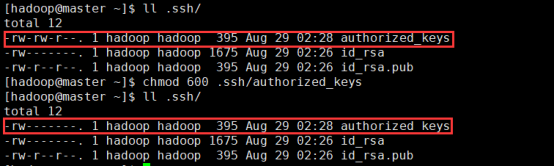 [hadoop@master ~]$ ll .ssh/
total 12
-rw-rw-r--. 1 hadoop hadoop  395 Aug 29 02:28 authorized_keys
-rw-------. 1 hadoop hadoop 1675 Aug 29 02:26 id_rsa
-rw-r--r--. 1 hadoop hadoop  395 Aug 29 02:26 id_rsa.pub
[hadoop@master ~]$ chmod 600 .ssh/authorized_keys
[hadoop@master ~]$ ll .ssh/
total 12
-rw-------. 1 hadoop hadoop  395 Aug 29 02:28 authorized_keys
-rw-------. 1 hadoop hadoop 1675 Aug 29 02:26 id_rsa
-rw-r--r--. 1 hadoop hadoop  395 Aug 29 02:26 id_rsa.pub